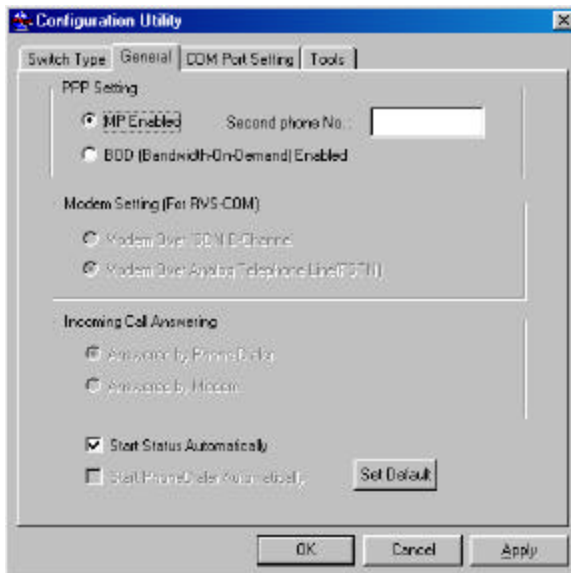 Configuration Utility
Switch Type General COM Port Setting Tools
PPP Setting
MP Enabled Second phone No.:
BOD (Bandwidth-On-Demand) Enabled
Modem Setting (For RVS-COM)
Modem Over ISDN B-Channel
Modem Over Analog Telephone Line(PSTN)
Incoming Call Answering
Answered by PhoneDialer
Answered by Modem
Start Status Automatically
Start PhoneDialer Automatically Set Default
OK Cancel Apply